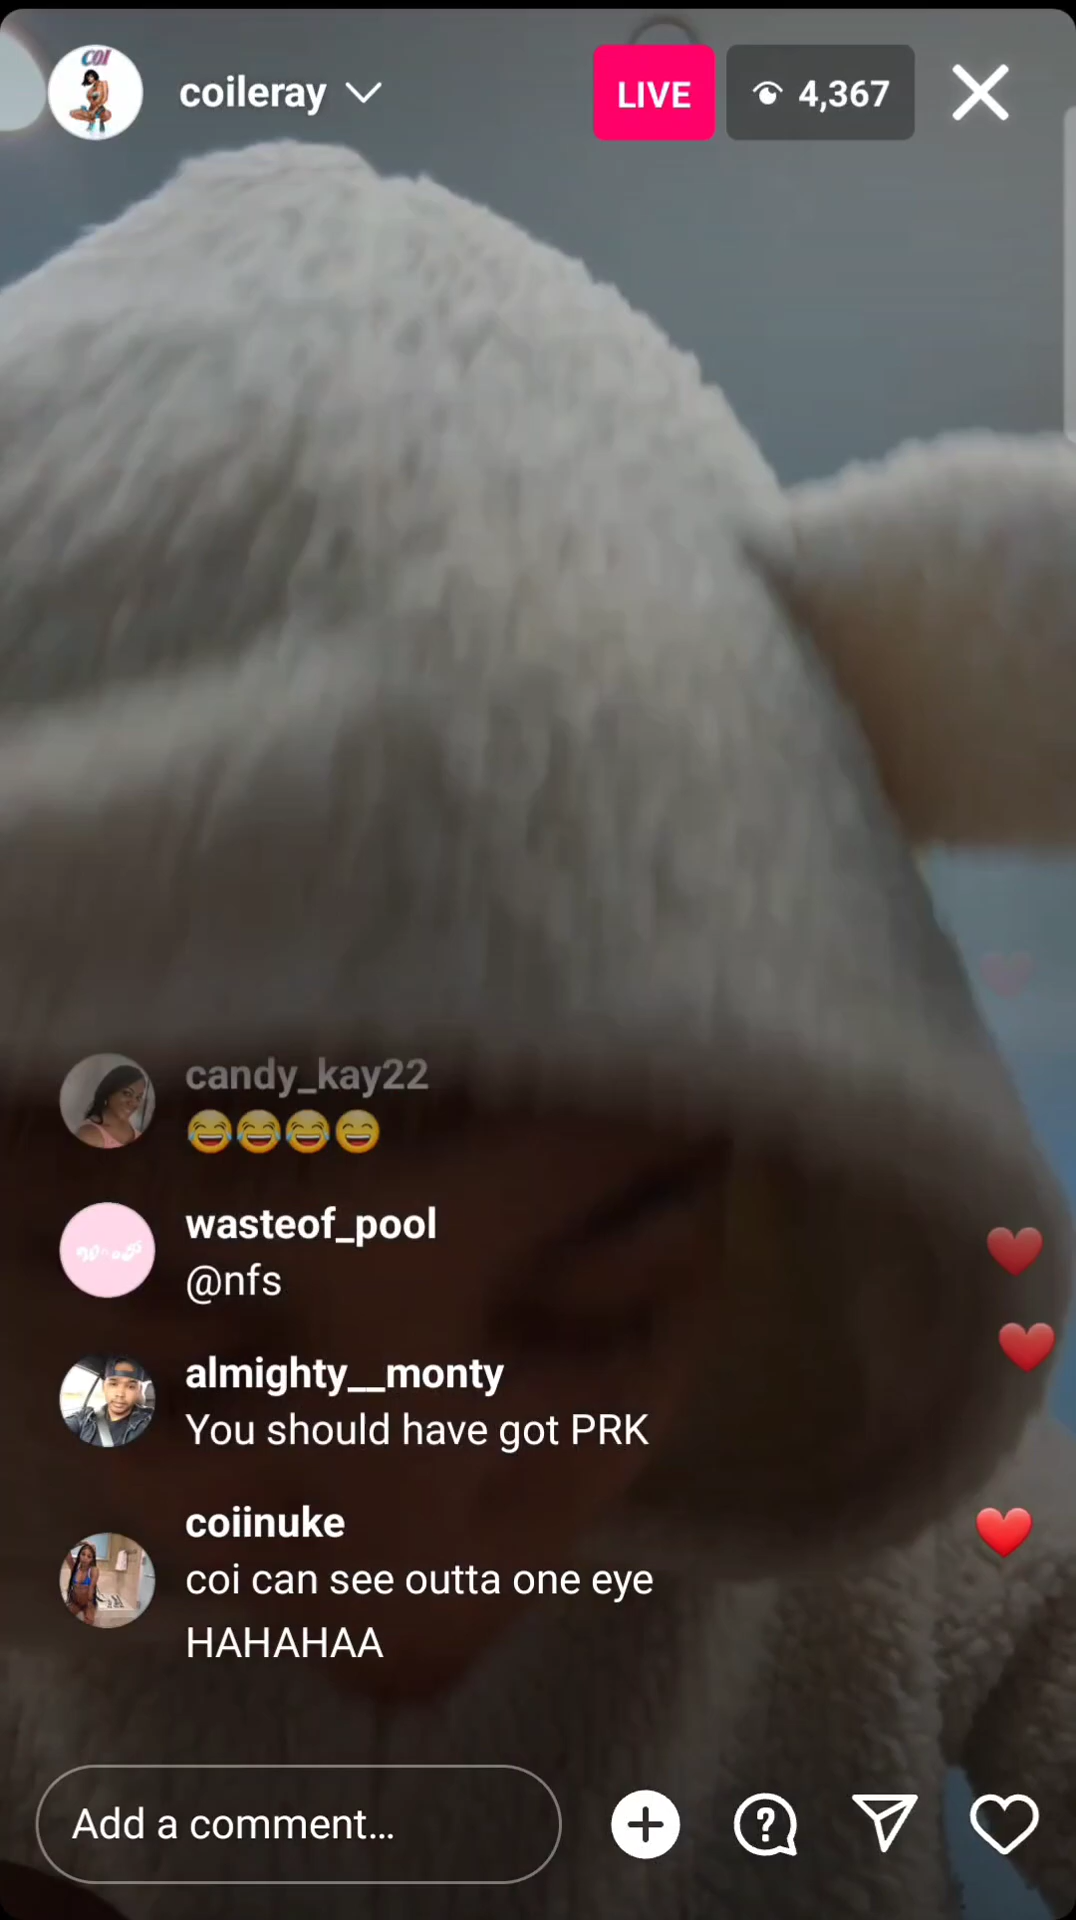 COI
coileray
LIVE
4,367
candy_kay22
😂😂😂😄
wasteof_pool
@nfs
almighty__monty
You should have got PRK
coiinuke
coi can see outta one eye
HAHAHAA
Add a comment...